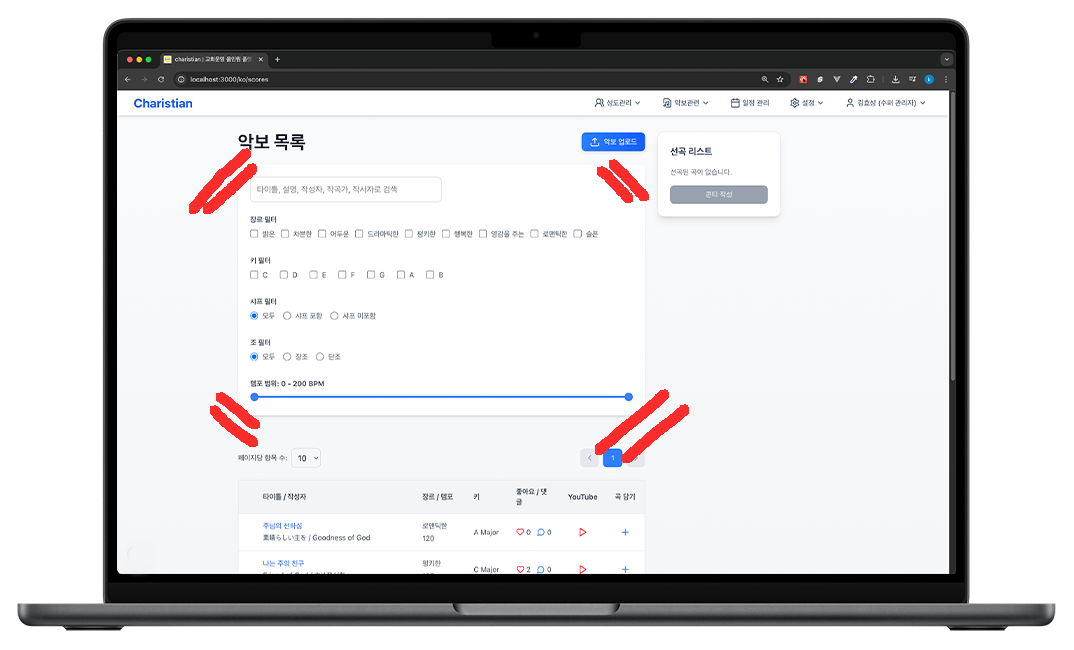 charistian | 교회운영 올인원 플랫
localhost:3000/ko/scores
Charistian
성도관리
악보관련
일정 관리
설정
김효성 (수퍼 관리자)
악보 목록
악보 업로드
타이틀, 설명, 작성자, 작곡가, 작사자로 검색
장르 필터
밝은 차분한 어두운 드라마틱한 펑키한 행복한 영감을 주는 로맨틱한 슬픈
키 필터
C D E F G A B
샤프 필터
모두 샤프 포함 샤프 미포함
조 필터
모두 장조 단조
템포 범위: 0 - 200 BPM
페이지당 항목 수: 10
1
타이틀 / 작성자 장르 / 템포 키 좋아요 / 댓글 YouTube 곡 담기
주님의 선하심
素晴らしい主を / Goodness of God
로맨틱한
120
A Major
0 0
나는 주의 친구
펑키한
C Major
2 0
선곡 리스트
선곡된 곡이 없습니다.
콘티 작성